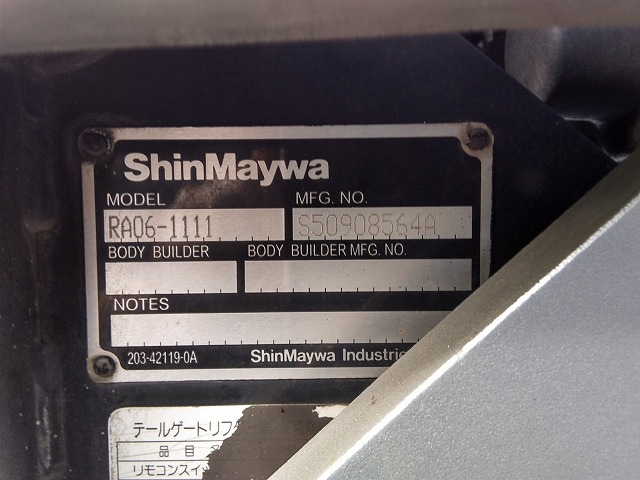 ShinMaywa
MODEL MFG. NO.
RA06-1111 S50908564A
BODY BUILDER BODY BUILDER MFG. NO.
NOTES
203-42119-0A ShinMaywa
テールゲートリフ
品目
リモコンスイ